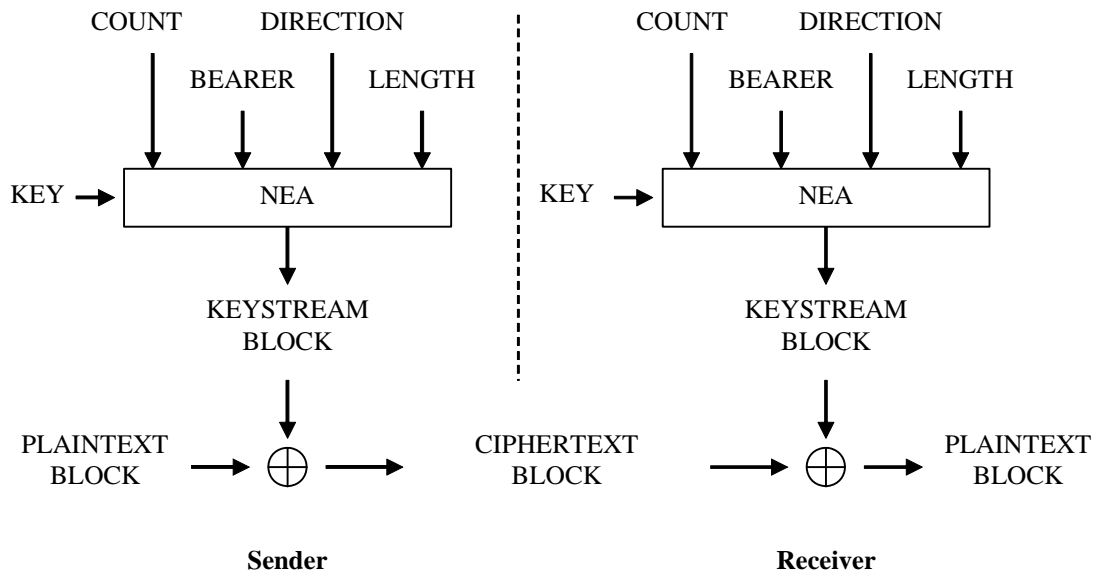 COUNT DIRECTION COUNT DIRECTION
BEARER LENGTH BEARER LENGTH
KEY NEA KEY NEA
KEYSTREAM BLOCK KEYSTREAM BLOCK
PLAINTEXT BLOCK CIPHERTEXT BLOCK PLAINTEXT BLOCK
Sender Receiver